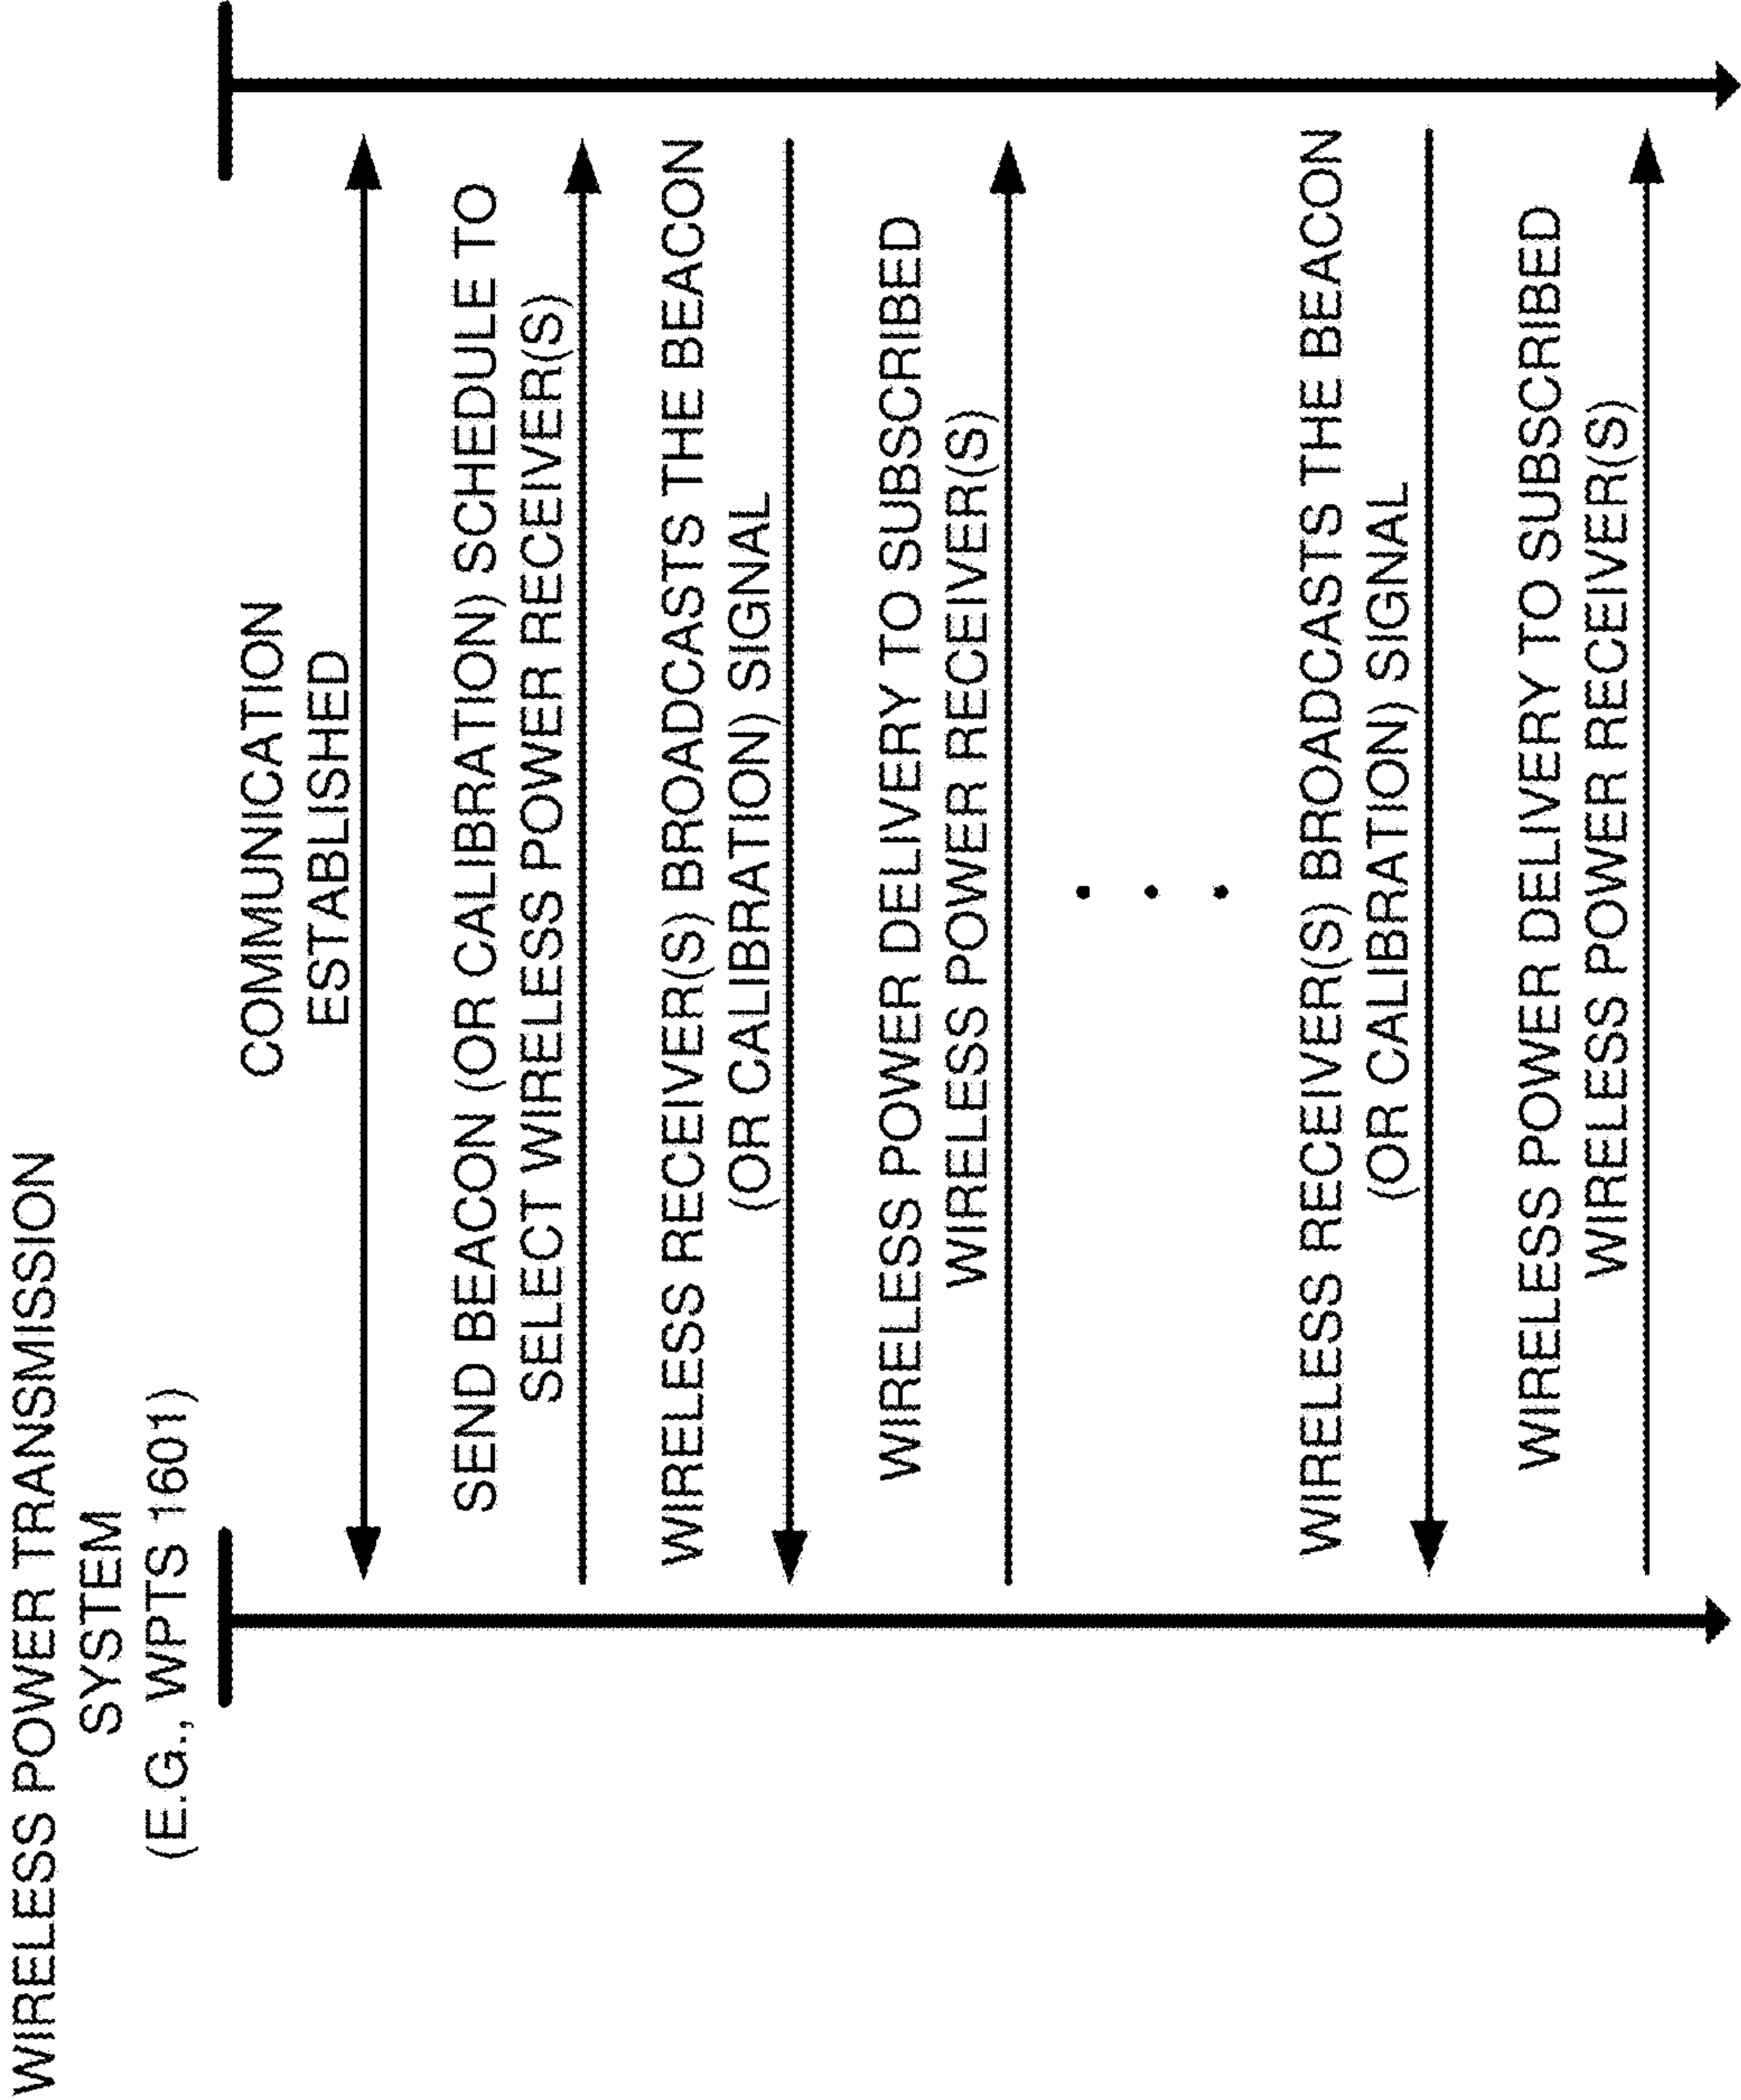 WIRELESS POWER TRANSMISSION
SYSTEM
(E.G., WPTS 1601)
COMMUNICATION
ESTABLISHED
SEND BEACON (OR CALIBRATION) SCHEDULE TO
SELECT WIRELESS POWER RECEIVER(S)
WIRELESS RECEIVER(S) BROADCASTS THE BEACON
(OR CALIBRATION) SIGNAL
WIRELESS POWER DELIVERY TO SUBSCRIBED
WIRELESS POWER RECEIVER(S)
WIRELESS RECEIVER(S) BROADCASTS THE BEACON
(OR CALIBRATION) SIGNAL
WIRELESS POWER DELIVERY TO SUBSCRIBED
WIRELESS POWER RECEIVER(S)